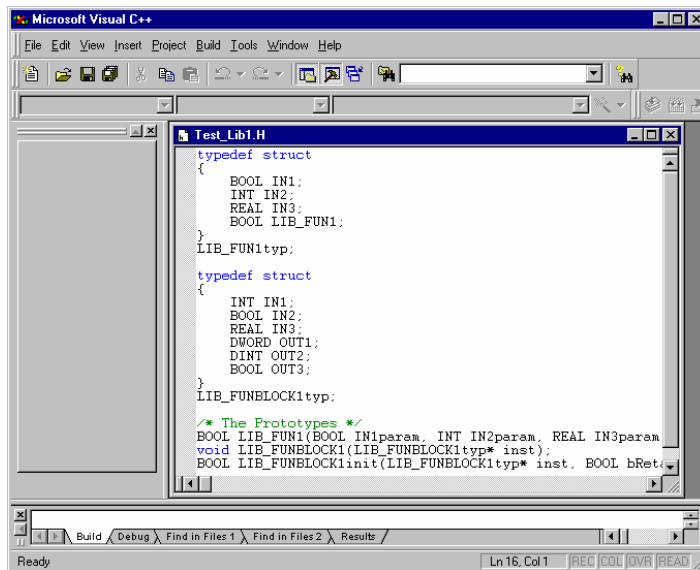 Microsoft Visual C++
File Edit View Insert Project Build Tools Window Help
Test_Lib1.H
typedef struct
{
BOOL IN1;
INT IN2;
REAL IN3;
BOOL LIB_FUN1;
}
LIB_FUN1typ;
typedef struct
{
INT IN1;
BOOL IN2;
REAL IN3;
DWORD OUT1;
DINT OUT2;
BOOL OUT3;
}
LIB_FUNBLOCK1typ;
/* The Prototypes */
BOOL LIB_FUN1(BOOL IN1param, INT IN2param, REAL IN3param
void LIB_FUNBLOCK1(LIB_FUNBLOCK1typ* inst);
BOOL LIB_FUNBLOCK1init(LIB_FUNBLOCK1typ* inst, BOOL bReta
Build Debug Find in Files 1 Find in Files 2 Results
Ready Ln 16, Col 1 REC COL OVR READ